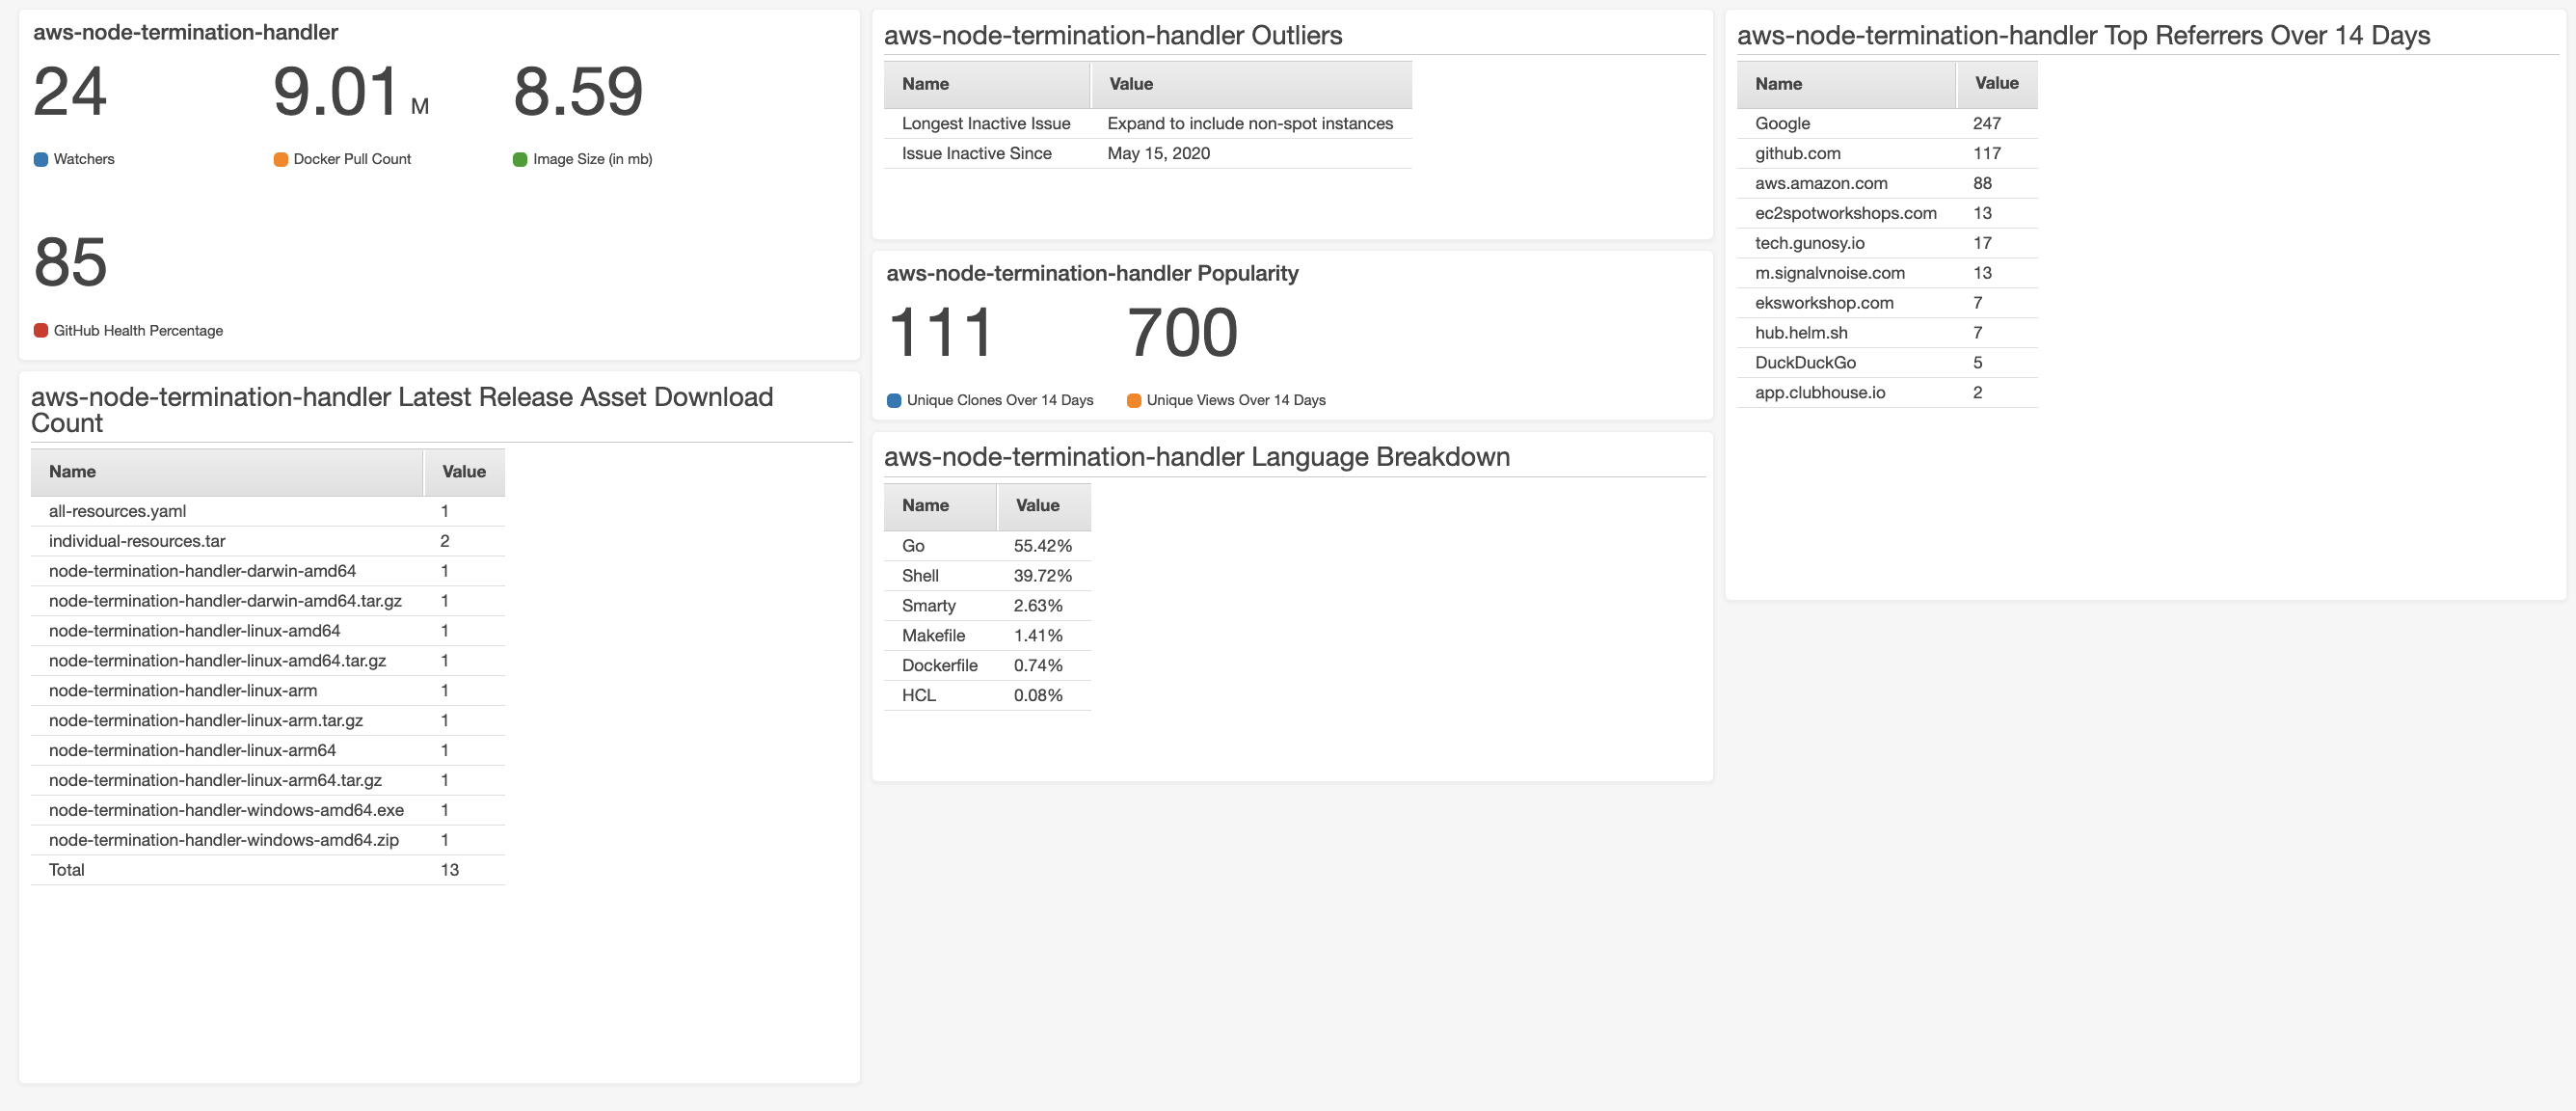 aws-node-termination-handler
24 9.01 M 8.59
Watchers Docker Pull Count Image Size (in mb)
85
GitHub Health Percentage
aws-node-termination-handler Latest Release Asset Download
Count
Name Value
all-resources.yaml 1
individual-resources.tar 2
node-termination-handler-darwin-amd64 1
node-termination-handler-darwin-amd64.tar.gz 1
node-termination-handler-linux-amd64 1
node-termination-handler-linux-amd64.tar.gz 1
node-termination-handler-linux-arm 1
node-termination-handler-linux-arm.tar.gz 1
node-termination-handler-linux-arm64 1
node-termination-handler-linux-arm64.tar.gz 1
node-termination-handler-windows-amd64.exe 1
node-termination-handler-windows-amd64.zip 1
Total 13
aws-node-termination-handler Outliers
Name Value
Longest Inactive Issue Expand to include non-spot instances
Issue Inactive Since May 15, 2020
aws-node-termination-handler Popularity
111 700
Unique Clones Over 14 Days Unique Views Over 14 Days
aws-node-termination-handler Language Breakdown
Name Value
Go 55.42%
Shell 39.72%
Smarty 2.63%
Makefile 1.41%
Dockerfile 0.74%
HCL 0.08%
aws-node-termination-handler Top Referrers Over 14 Days
Name Value
Google 247
github.com 117
aws.amazon.com 88
ec2spotworkshops.com 13
tech.gunosy.io 17
m.signalvnoise.com 13
eksworkshop.com 7
hub.helm.sh 7
DuckDuckGo 5
app.clubhouse.io 2